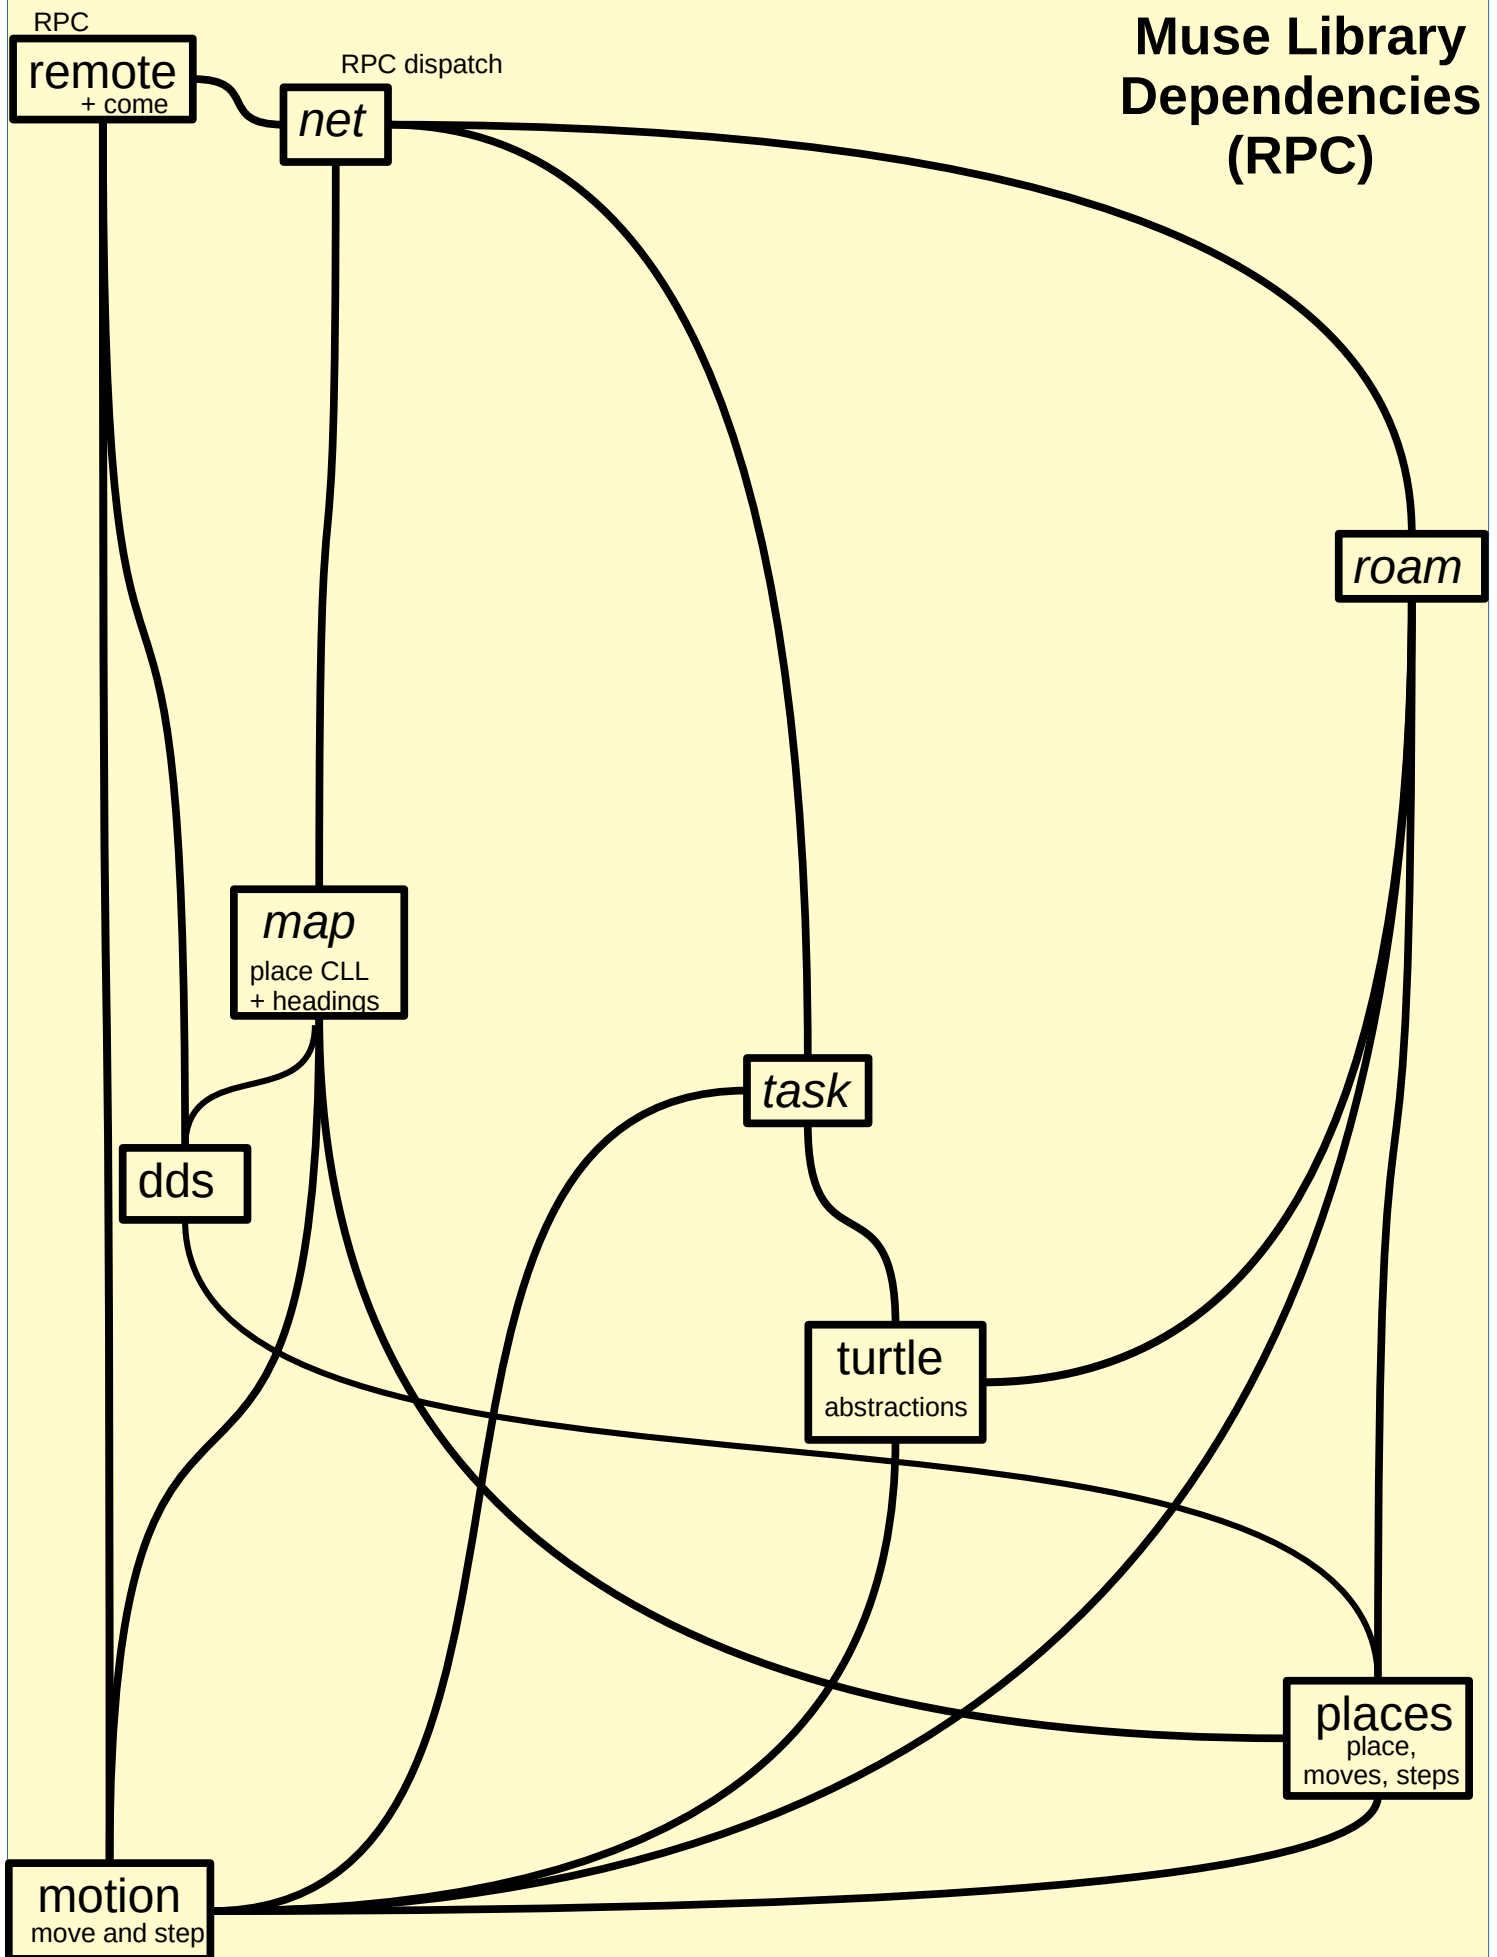 RPC
remote
+ come
RPC dispatch
net
Muse Library
Dependencies
(RPC)
roam
map
place CLL
+ headings
task
dds
turtle
abstractions
places
place,
moves, steps
motion
move and step